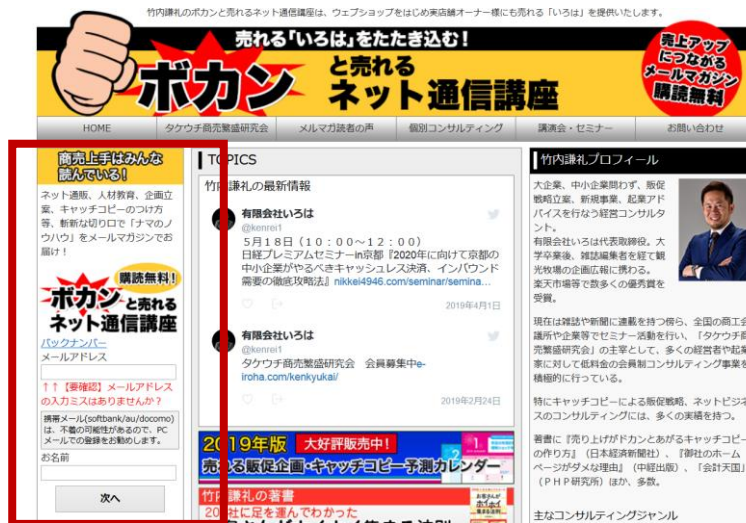 竹内謙礼のボカンと売れるネット通信講座は、ウェブショップをはじめ実店舗オーナー様にも売れる「いろは」を提供いたします。
売れる「いろは」をたたき込む!
ボカンと売れる
ネット通信講座
売上アップ
につながる
メールマガジン
購読無料
HOME
タケウチ商売繁盛研究会
メルマガ読者の声
個別コンサルティング
講演会・セミナー
お問い合わせ
商売上手はみんな
読んでいる!
ネット通販、人材育、企画立
案、キャッチコピーのつけ方
等、斬新な切り口で「ナマのノ
ウハウ」をメールマガジンでお
届け!
購読無料!
ボカンと売れる
ネット通信講座
バックナンバー
メールアドレス
↑↑【要確認】メールアドレス
の入力ミスはありませんか?
携帯メール(softbank/au/docomo)
は、不着の可能性があるので、PC
メールでの登録をお勧めします。
お名前
次へ
TOPICS
竹内謙礼の最新情報
有限会社いろは
@kenrei1
5月18日(10:00～12:00)
日経プレミアムセミナーin京都『2020年に向けて京都の
中小企業がやるべきキャッシュレス決済、インバウンド
需要の徹底攻略法』nikkei4946.com/seminar/semina…
2019年4月1日
有限会社いろは
@kenrei1
タケウチ商売繁盛研究会　会員募集中e-
iroha.com/kenkyukai/
2019年2月24日
2019年版 大好評販売中!
売れる販促企画・キャッチコピー予測カレンダー
竹内謙礼の著書
20 社に足を運んでわかった
竹内謙礼プロフィール
大企業、中小企業問わず、販促
戦略立案、新規事業、起業アド
バイスを行なう経営コンサルタ
ント。
有限会社いろは代表取締役。大
学卒業後、雑誌編集者を経て観
光牧場の企画広報に携わる。
楽天市場等で数多くの優秀賞を
受賞。
現在は雑誌や新聞に連載を持つ傍ら、全国の商工会
議所や企業等でセミナー活動を行い、「タケウチ商
売繁盛研究会」の主宰として、多くの経営者や起業
家に対して低料金の会員制コンサルティング事業を
積極的に行っている。
特にキャッチコピーによる販促戦略、ネットビジネ
スのコンサルティングには、多くの実績を持つ。
著書に『売り上げがドカンとあがるキャッチコピー
の作り方』(日本経済新聞社)、『御社のホーム
ページがダメな理由』(中経出版)、『会計天国』
(ＰＨＰ研究所)ほか、多数。
主なコンサルティングジャンル